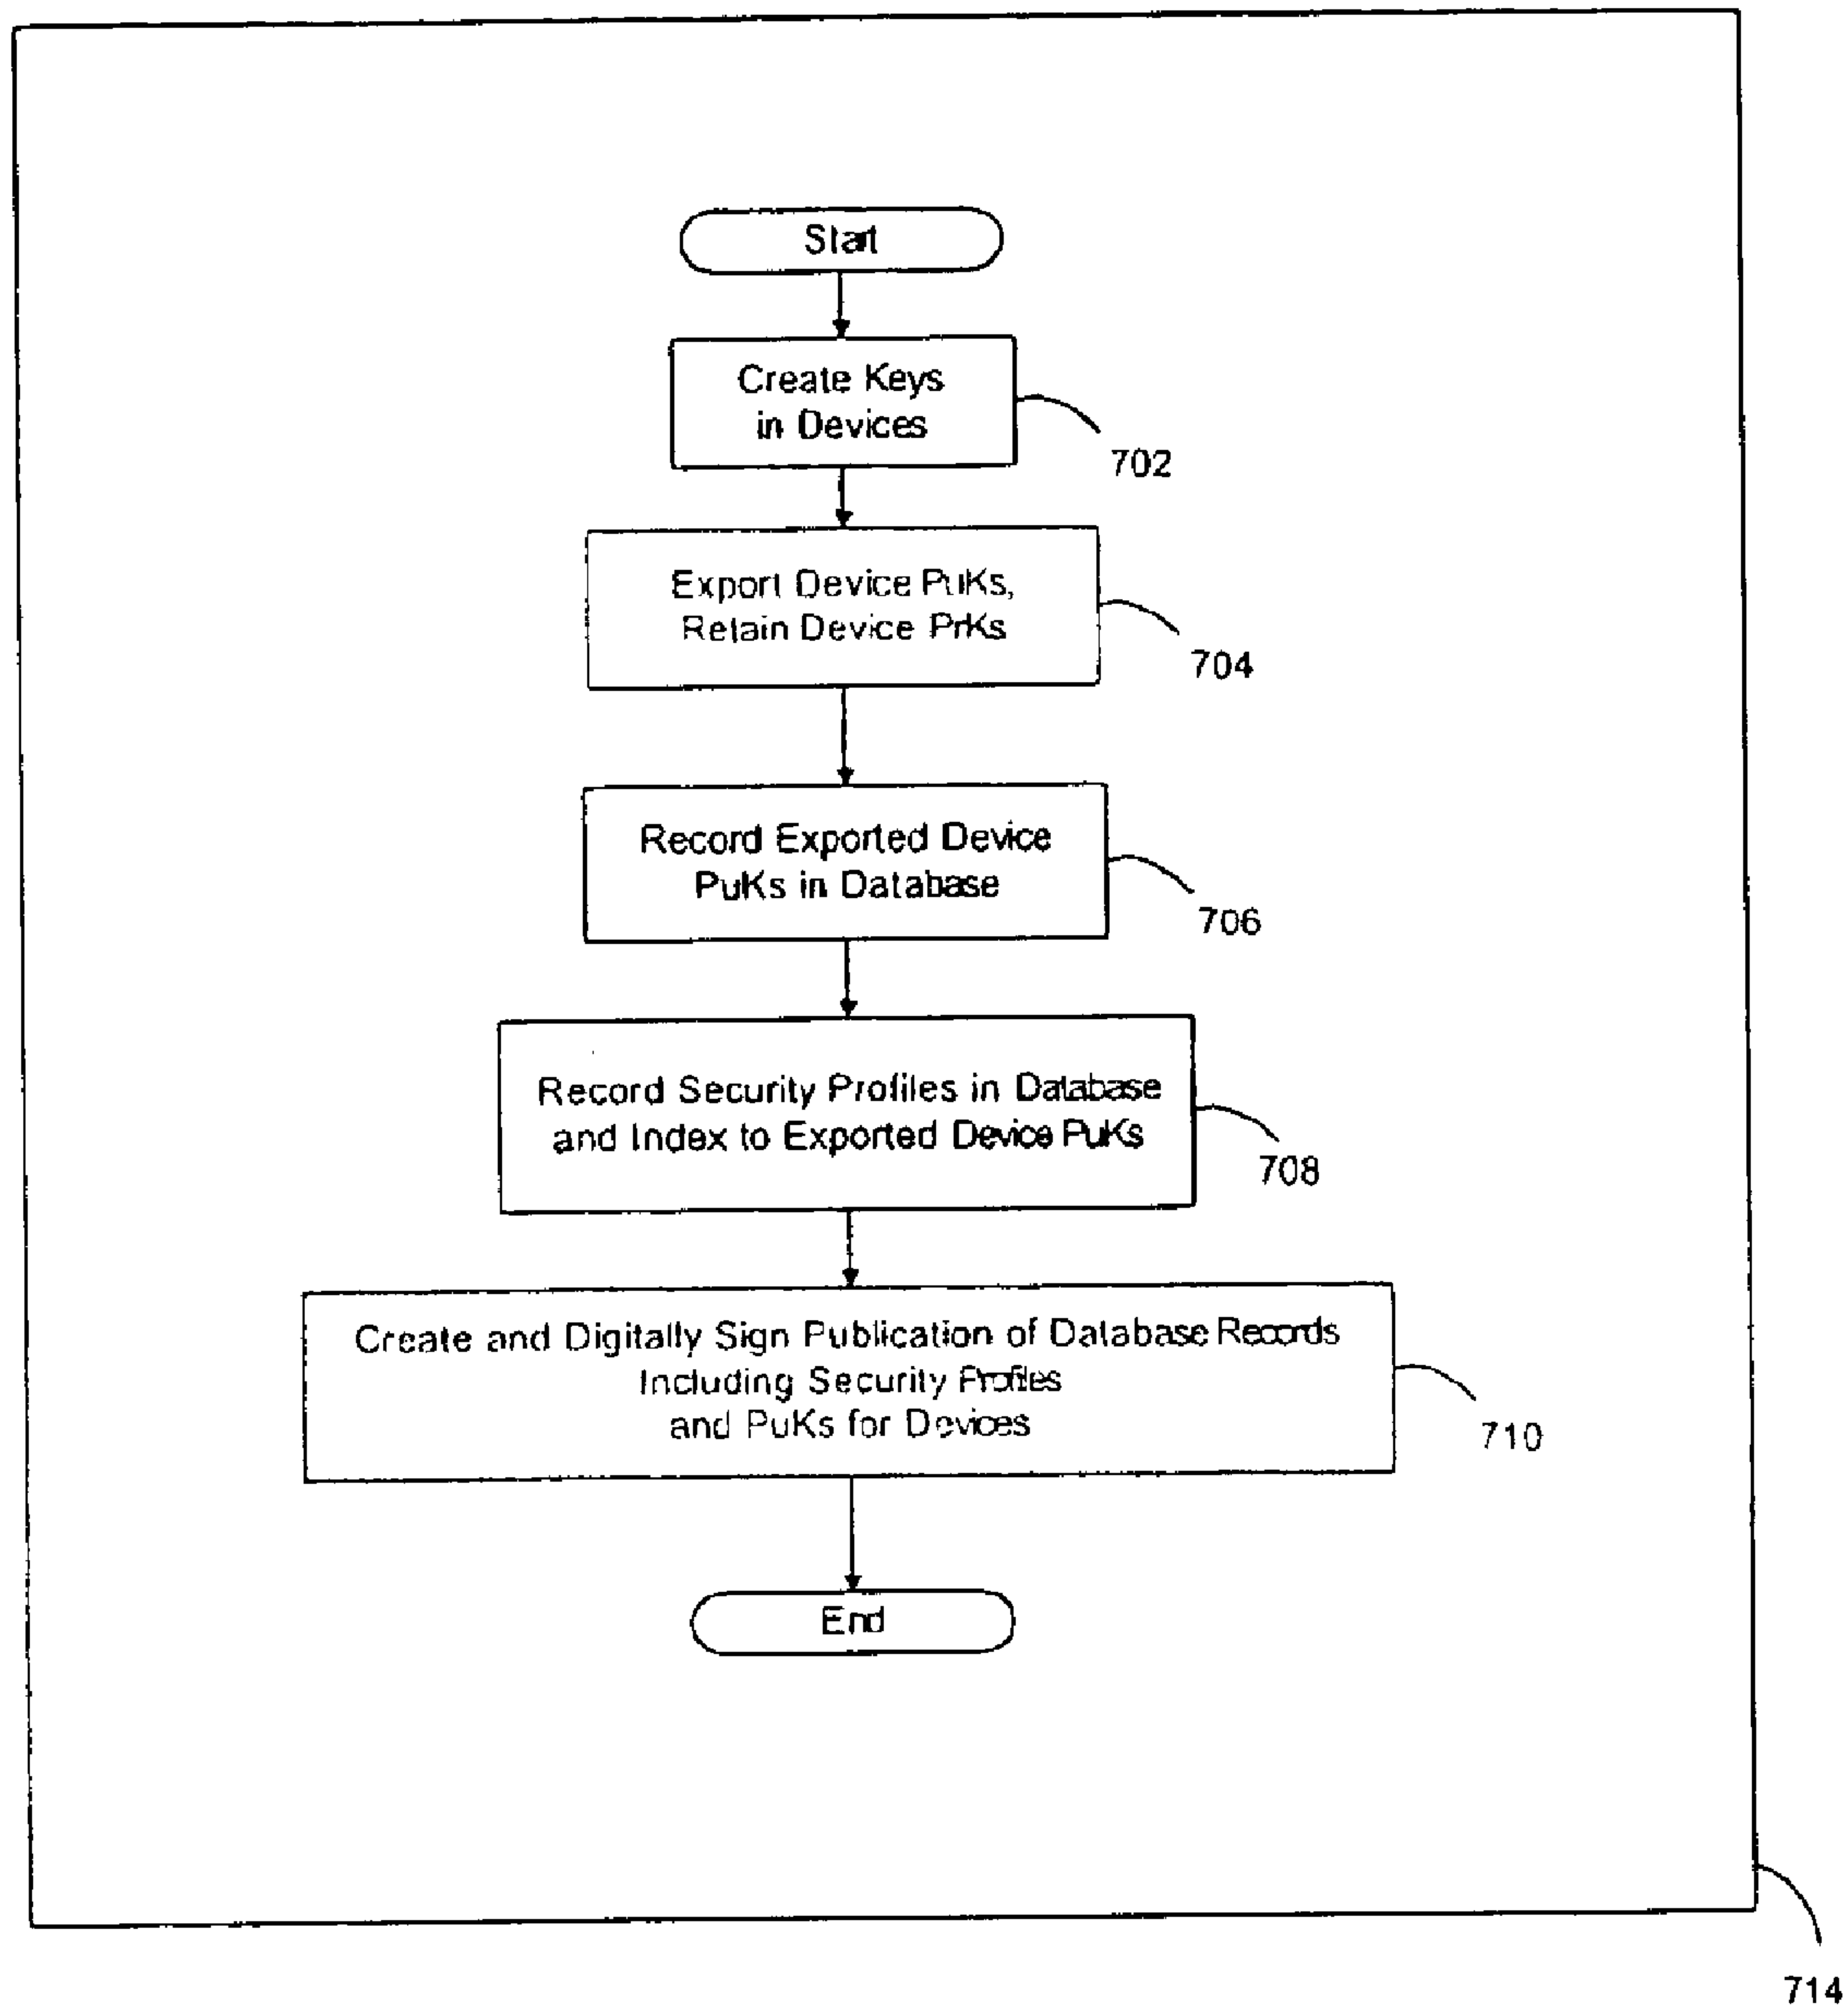 Start
Create Keys
in Devices
702
Export Device PuKs,
Retain Device PrKs
704
Record Exported Device
PuKs in Database
706
Record Security Profiles in Database
and Index to Exported Device PuKs
708
Create and Digitally Sign Publication of Database Records
Including Security Profiles
and PuKs for Devices
710
End
714